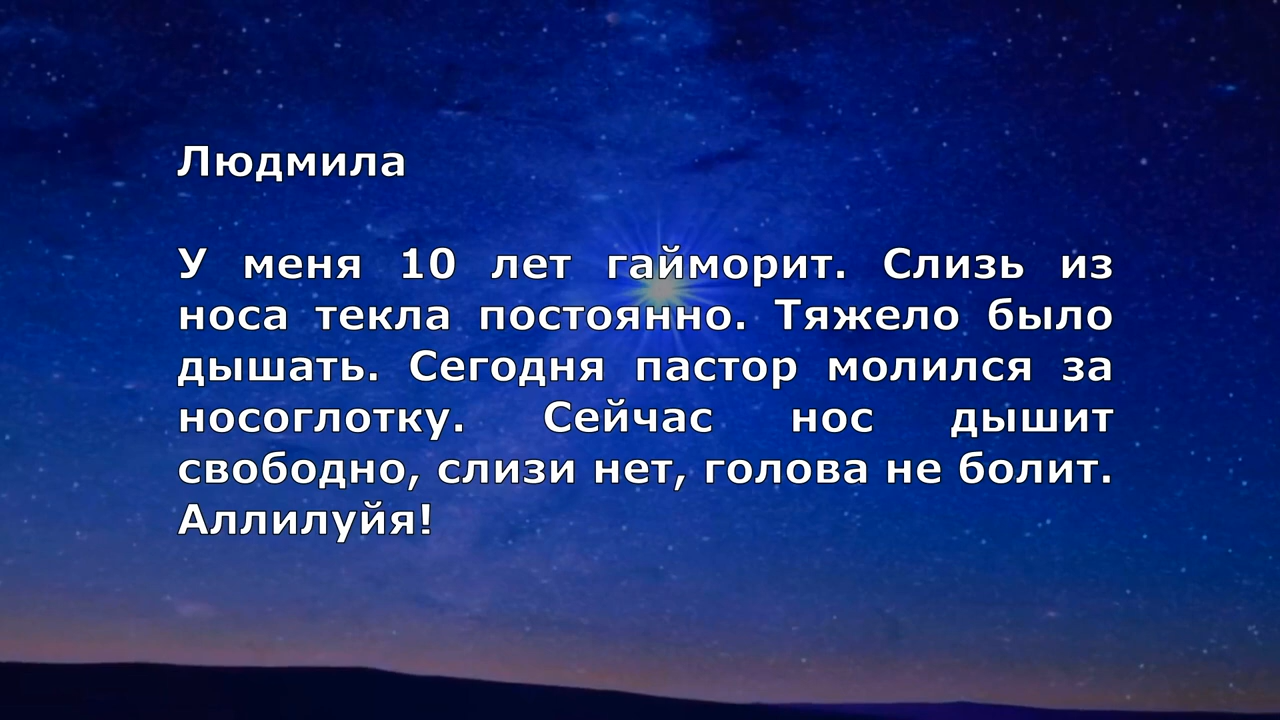 Людмила
У меня 10 лет гайморит. Слизь из
носа текла постоянно. Тяжело было
дышать. Сегодня пастор молился за
носоглотку. Сейчас нос дышит
свободно, слизи нет, голова не болит.
Аллилуйя!